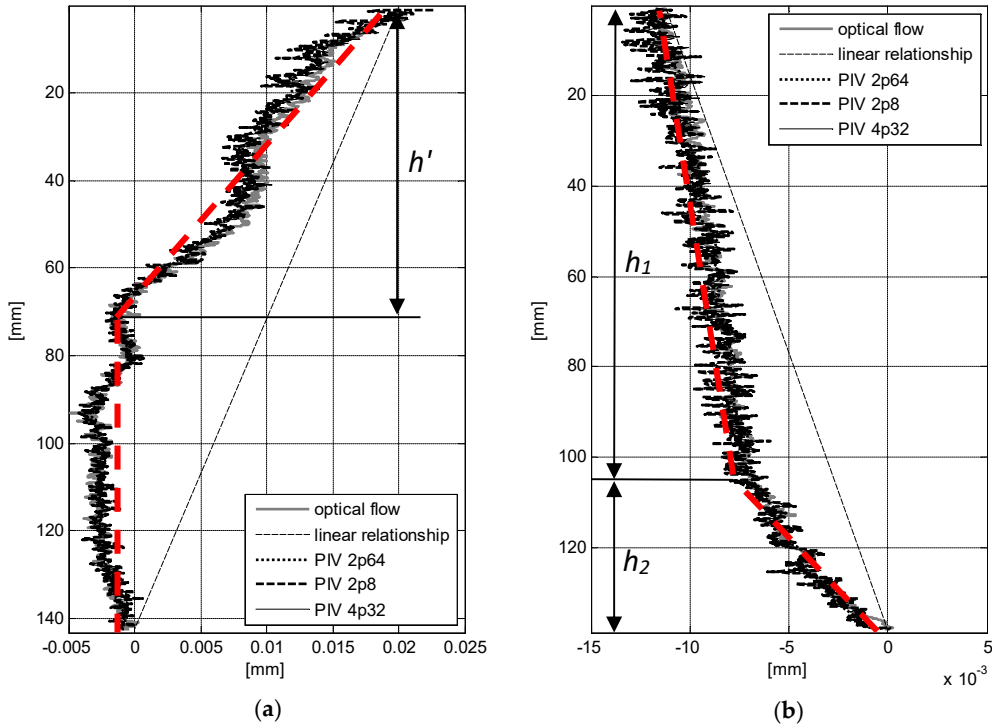 20
40
60
80
100
120
140
[mm]
-0.005
0
0.005
0.01
0.015
0.02
0.025
[mm]
h'
optical flow
linear relationship
PIV 2p64
PIV 2p8
PIV 4p32
(a)
optical flow
linear relationship
PIV 2p64
PIV 2p8
PIV 4p32
20
40
60
80
100
120
[mm]
h1
h2
-15
-10
-5
0
5
[mm]
x 10-3
(b)